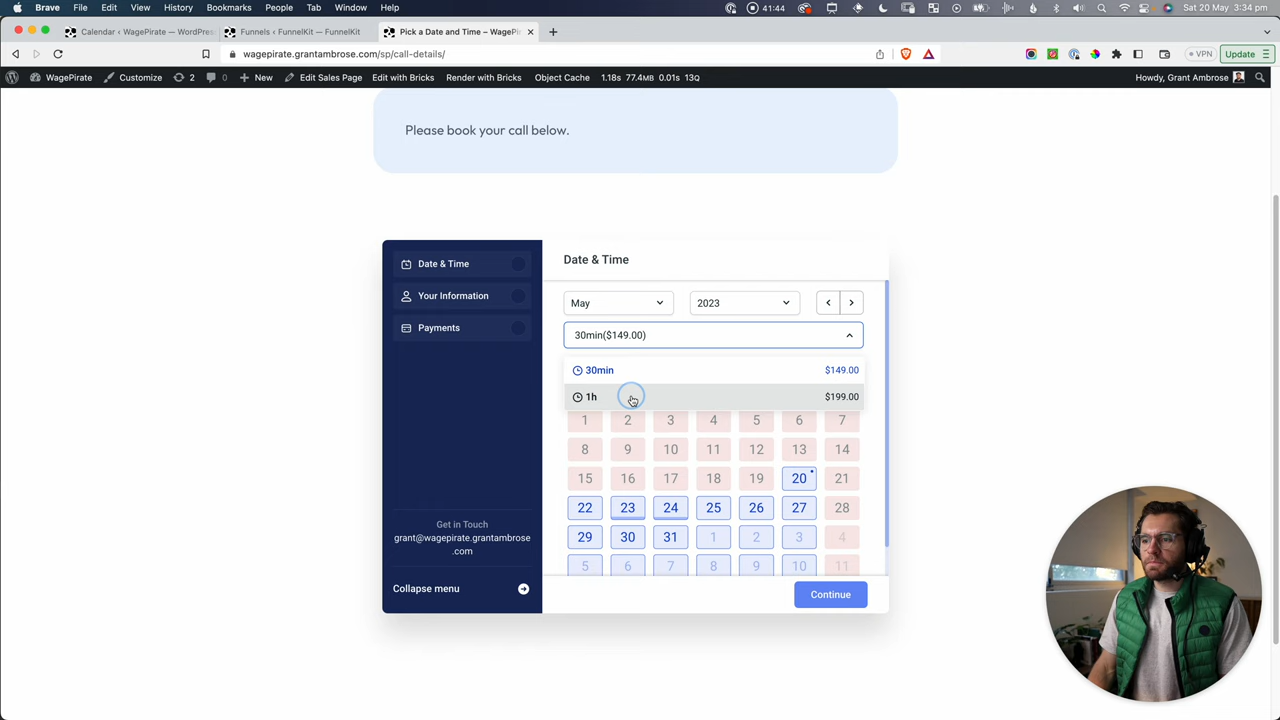 Brave File Edit View History Bookmarks People Tab Window Help 41:44 Sat 20 May 3:34 pm
Calendar ‹ WagePirate — WordPres
Funnels ‹ FunnelKit — FunnelKit
Pick a Date and Time – WagePir
wagepirate.grantambrose.com/sp/call-details/
VPN
Update
WagePirate Customize 2 0 New Edit Sales Page Edit with Bricks Render with Bricks Object Cache 1.18s 77.4MB 0.01s 13Q Howdy, Grant Ambrose
Please book your call below.
Date & Time
Your Information
Payments
Get in Touch
grant@wagepirate.grantambrose
.com
Collapse menu
Date & Time
May 2023
30min($149.00)
30min $149.00
1h $199.00
1 2 3 4 5 6 7
8 9 10 11 12 13 14
15 16 17 18 19 20 21
22 23 24 25 26 27 28
29 30 31 1 2 3 4
5 6 7 8 9 10 11
Continue